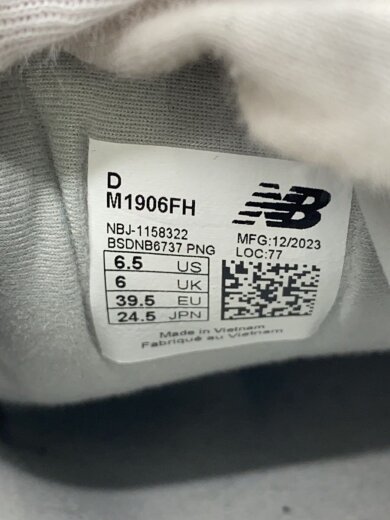 D
M1906FH
NB
NBJ-1158322
BSDNB6737 PNG
MFG:12/2023
LOC:77
6.5 US
6 UK
39.5 EU
24.5 JPN
Made in Vietnam
Fabriqué au Vietnam